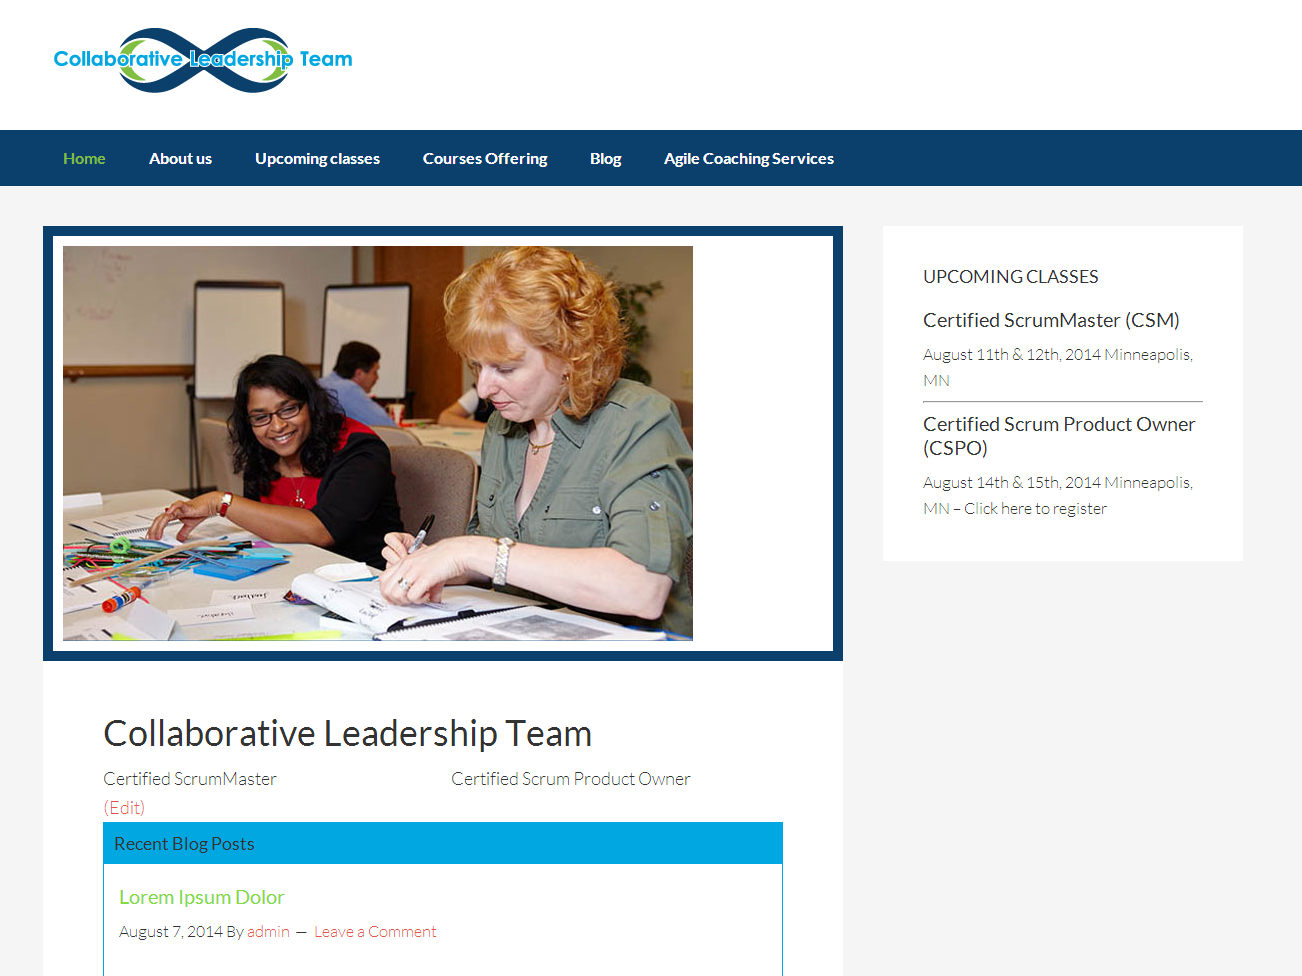 Collaborative Leadership Team
Home About us Upcoming classes Courses Offering Blog Agile Coaching Services
UPCOMING CLASSES
Certified ScrumMaster (CSM)
August 11th & 12th, 2014 Minneapolis,
MN
Certified Scrum Product Owner
(CSPO)
August 14th & 15th, 2014 Minneapolis,
MN – Click here to register
Collaborative Leadership Team
Certified ScrumMaster Certified Scrum Product Owner
(Edit)
Recent Blog Posts
Lorem Ipsum Dolor
August 7, 2014 By admin — Leave a Comment